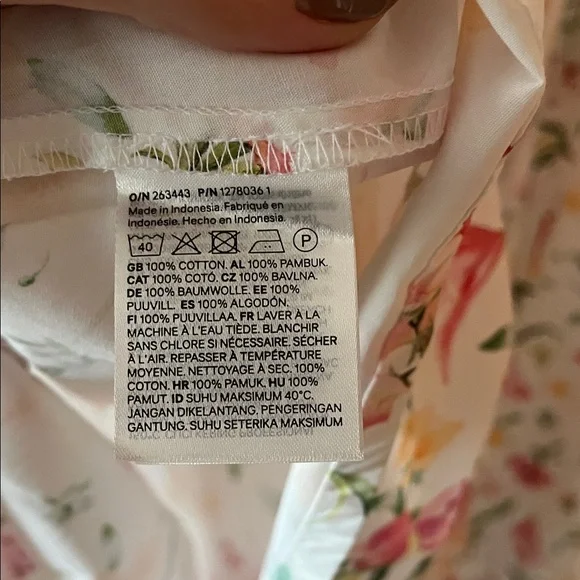 O/N 263443 P/N 1278036 1
Made in Indonesia. Fabriqué en
Indonésie. Hecho en Indonesia.
40 P
GB 100% COTTON. AL 100% PAMBUK.
CAT 100% COTÓ. CZ 100% BAVLNA.
DE 100% BAUMWOLLE. EE 100%
PUUVILL. ES 100% ALGODÓN.
FI 100% PUUVILLAA. FR LAVER À LA
MACHINE À L'EAU TIÈDE. BLANCHIR
SANS CHLORE SI NÉCESSAIRE. SÉCHER
À L'AIR. REPASSER À TEMPÉRATURE
MOYENNE. NETTOYAGE À SEC. 100%
COTON. HR 100% PAMUK. HU 100%
PAMUT. ID SUHU MAKSIMUM 40°C.
JANGAN DIKELANTANG. PENGERINGAN
GANTUNG. SUHU SETERIKA MAKSIMUM